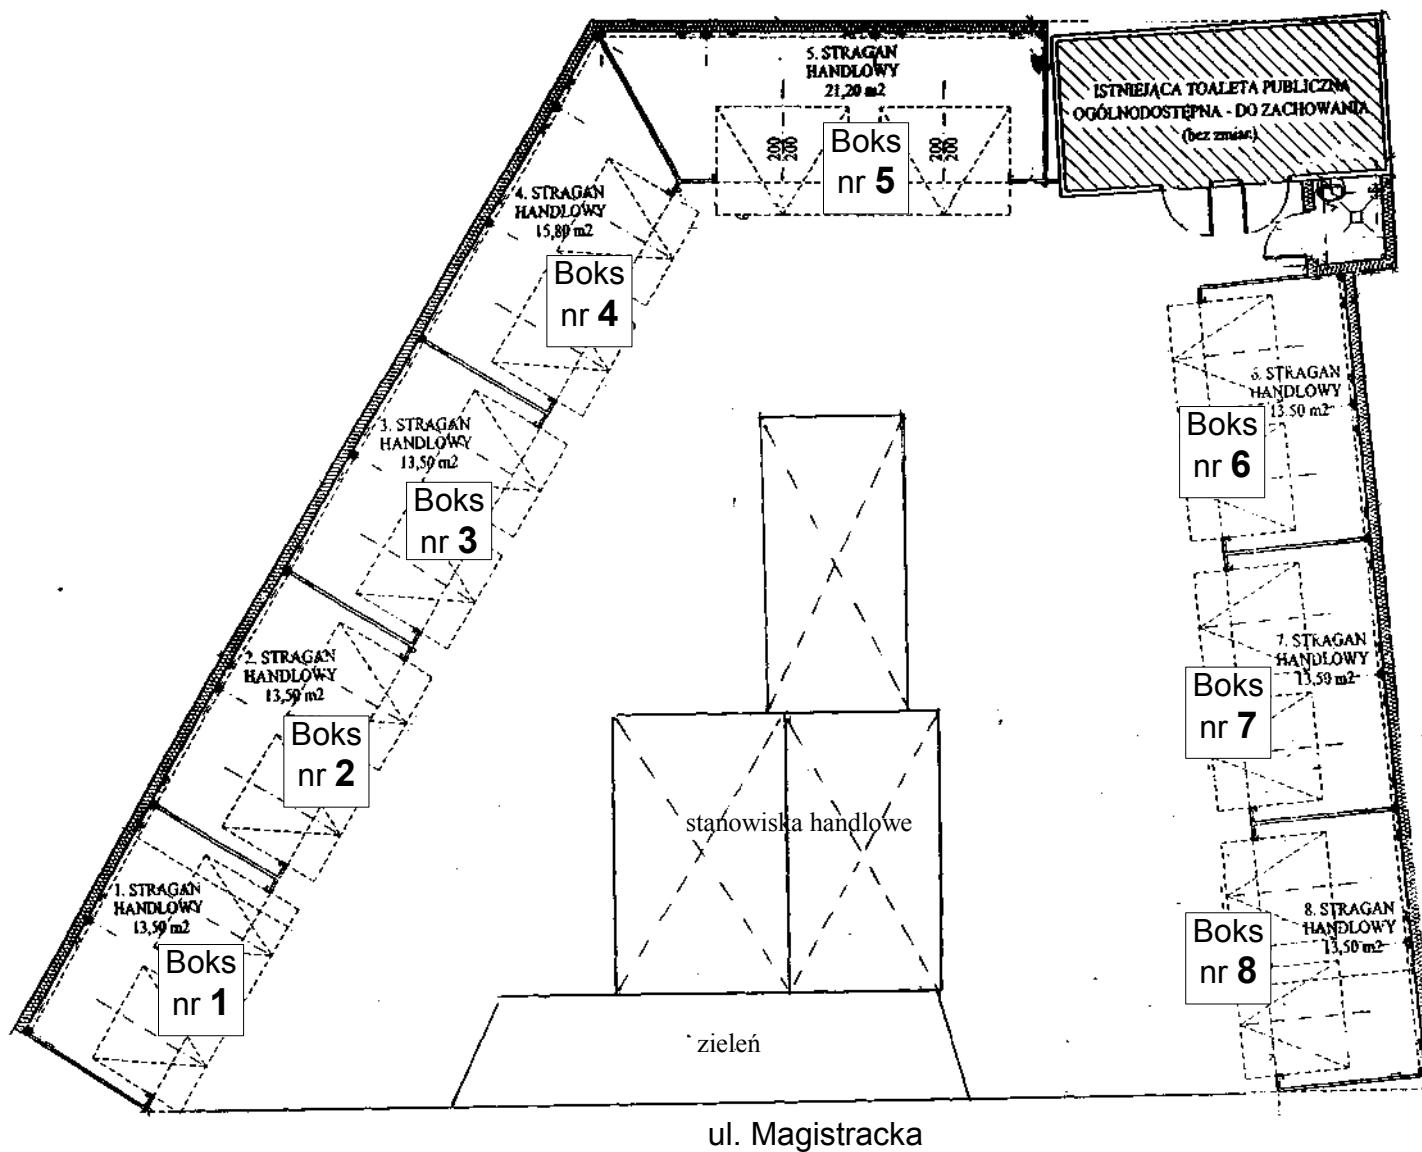 5. STRAGAN
HANDLOWY
21,20 m2
ISTNIEJĄCA TOALETA PUBLICZNA
OGÓLNODOSTĘPNA - DO ZACHOWANIA
(bez zmian)
200
200
200
200
Boks
nr 5
4. STRAGAN
HANDLOWY
15,80 m2
Boks
nr 4
3. STRAGAN
HANDLOWY
13,50 m2
Boks
nr 3
6. STRAGAN
HANDLOWY
13.50 m2
Boks
nr 6
2. STRAGAN
HANDLOWY
13,50 m2
Boks
nr 2
7. STRAGAN
HANDLOWY
13,50 m2
Boks
nr 7
stanowiska handlowe
1. STRAGAN
HANDLOWY
13,50 m2
Boks
nr 1
8. STRAGAN
HANDLOWY
13,50 m2
Boks
nr 8
zieleń
ul. Magistracka